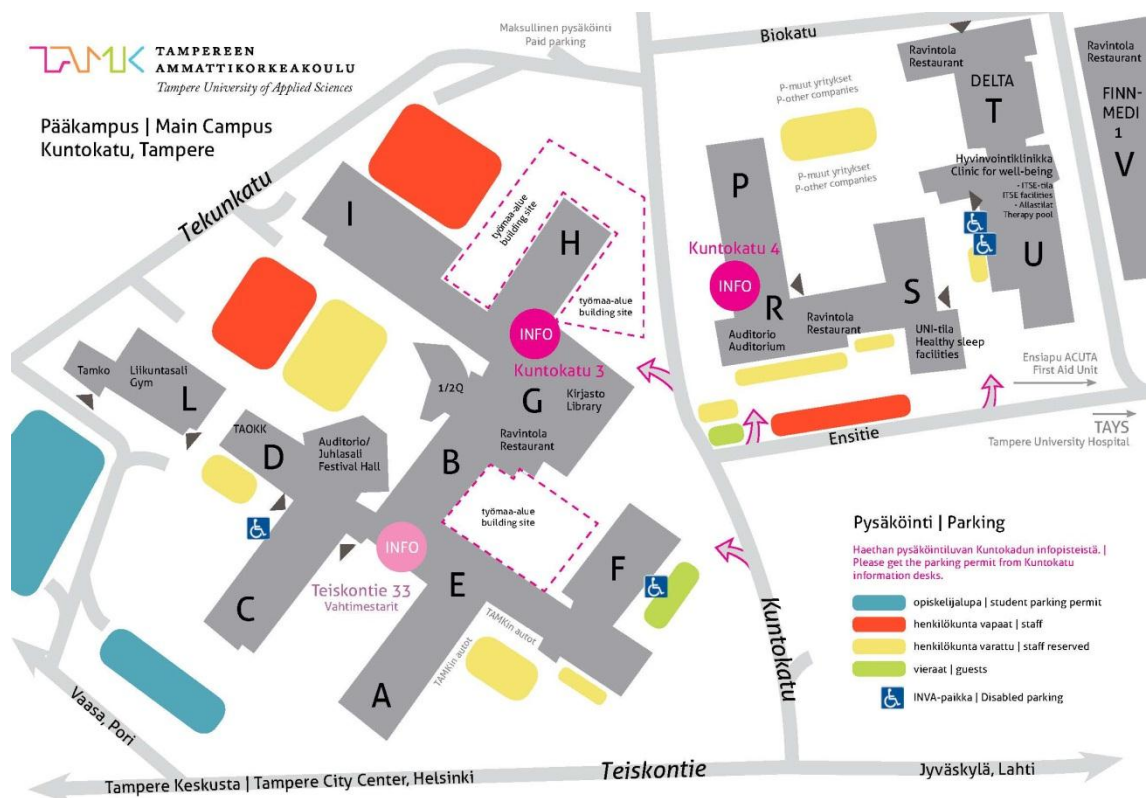 TAMK
TAMPEREEN
AMMATTIKORKEAKOULU
Tampere University of Applied Sciences
Pääkampus | Main Campus
Kuntokatu, Tampere
Maksullinen pysäköinti
Paid parking
Biokatu
Ravintola
Restaurant
DELTA
T
Ravintola
Restaurant
FINN-
MEDI
1
V
P-muut yritykset
P-other companies
P-muut yritykset
P-other companies
Hyvinvointiklinikka
Clinic for well-being
- ITSE-tila
ITSE facilities
- Allastilat
Therapy pool
U
P
Kuntokatu 4
INFO
R
Auditorio
Auditorium
Ravintola
Restaurant
S
UNI-tila
Healthy sleep
facilities
Ensiapu ACUTA
First Aid Unit
TAYS
Tampere University Hospital
Ensitie
Tekunkatu
I
työmaa-alue
building site
H
työmaa-alue
building site
INFO
Kuntokatu 3
G
Kirjasto
Library
Ravintola
Restaurant
1/2Q
B
Tamko
Liikuntasali
Gym
L
TAOKK
D
Auditorio/
Juhlasali
Festival Hall
työmaa-alue
building site
INFO
Teiskontie 33
Vahtimestarit
C
E
F
A
TAMKin autot
TAMKin autot
Kuntokatu
Pysäköinti | Parking
Haethan pysäköintiluvan Kuntokadun infopisteistä. |
Please get the parking permit from Kuntokatu
information desks.
opiskelijalupa | student parking permit
henkilökunta vapaat | staff
henkilökunta varattu | staff reserved
vieraat | guests
INVA-paikka | Disabled parking
Vaasa, Pori
Tampere Keskusta | Tampere City Center, Helsinki
Teiskontie
Jyväskylä, Lahti